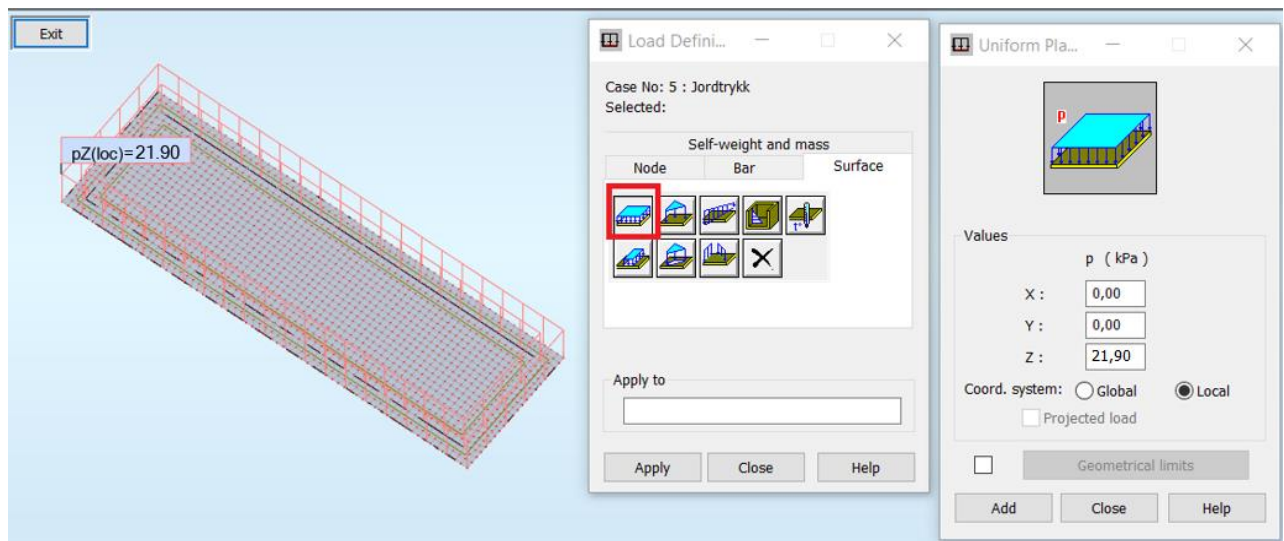 Exit
pZ(loc)=21.90
Load Defini...
Case No: 5 : Jordtrykk
Selected:
Self-weight and mass
Node Bar Surface
Apply to
Apply Close Help
Uniform Pla...
p
Values
p ( kPa )
X : 0,00
Y : 0,00
Z : 21,90
Coord. system: Global Local
Projected load
Geometrical limits
Add Close Help